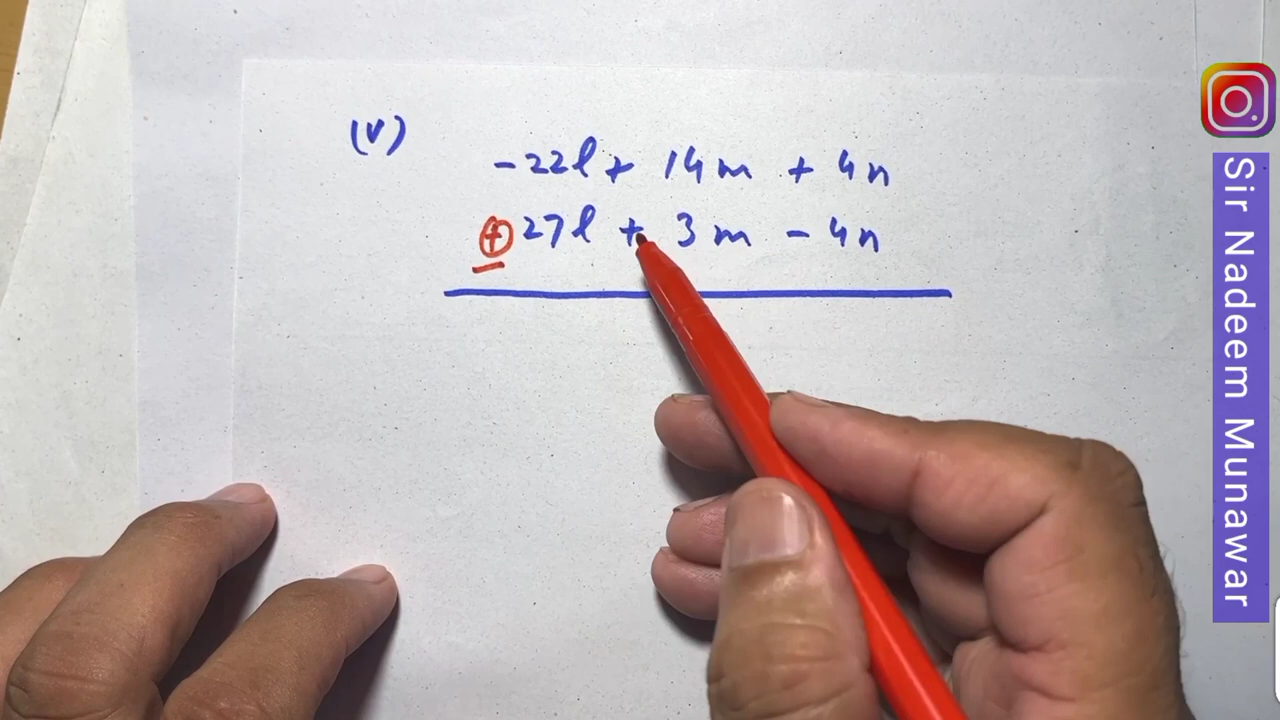 (v)
-22l + 14m + 4n
+ 27l + 3m - 4n
Sir Nadeem Munawar